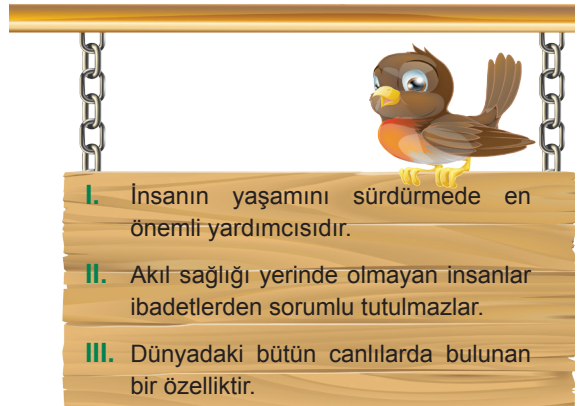 I. İnsanın yaşamını sürdürmede en
önemli yardımcısıdır.
II. Akıl sağlığı yerinde olmayan insanlar
ibadetlerden sorumlu tutulmazlar.
III. Dünyadaki bütün canlılarda bulunan
bir özelliktir.